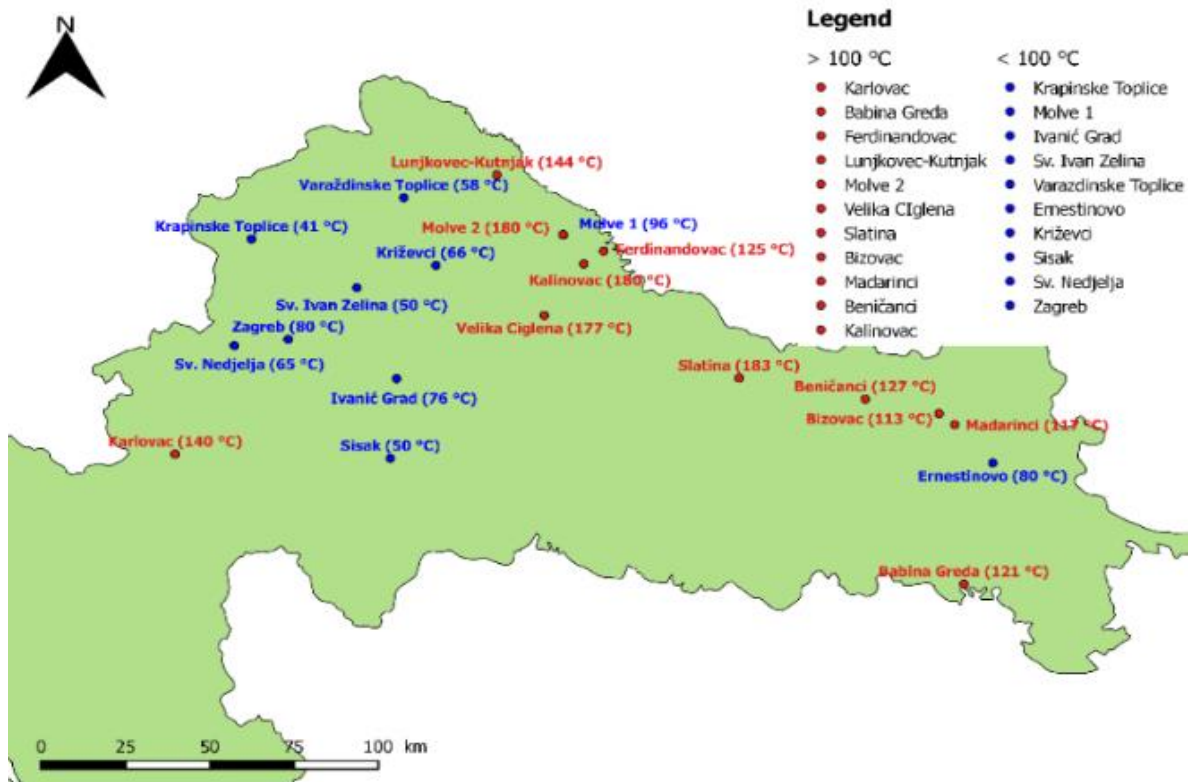 N
Legend
> 100 °C
Karlovac
Babina Greda
Ferdinandovac
Lunjkovec-Kutnjak
Molve 2
Velika CIglena
Slatina
Bizovac
Madarinci
Beničanci
Kalinovac
< 100 °C
Krapinske Toplice
Molve 1
Ivanić Grad
Sv. Ivan Zelina
Varazdinske Toplice
Ernestinovo
Križevci
Sisak
Sv. Nedjelja
Zagreb
Lunjkovec-Kutnjak (144 °C)
Varaždinske Toplice (58 °C)
Krapinske Toplice (41 °C)
Molve 2 (180 °C)
Molve 1 (96 °C)
Ferdinandovac (125 °C)
Križevci (66 °C)
Kalinovac (180 °C)
Sv. Ivan Zelina (50 °C)
Zagreb (80 °C)
Velika Ciglena (177 °C)
Sv. Nedjelja (65 °C)
Slatina (183 °C)
Ivanić Grad (76 °C)
Beničanci (127 °C)
Bizovac (113 °C)
Madarinci (117 °C)
Karlovac (140 °C)
Sisak (50 °C)
Ernestinovo (80 °C)
Babina Greda (121 °C)
0 25 50 75 100 km